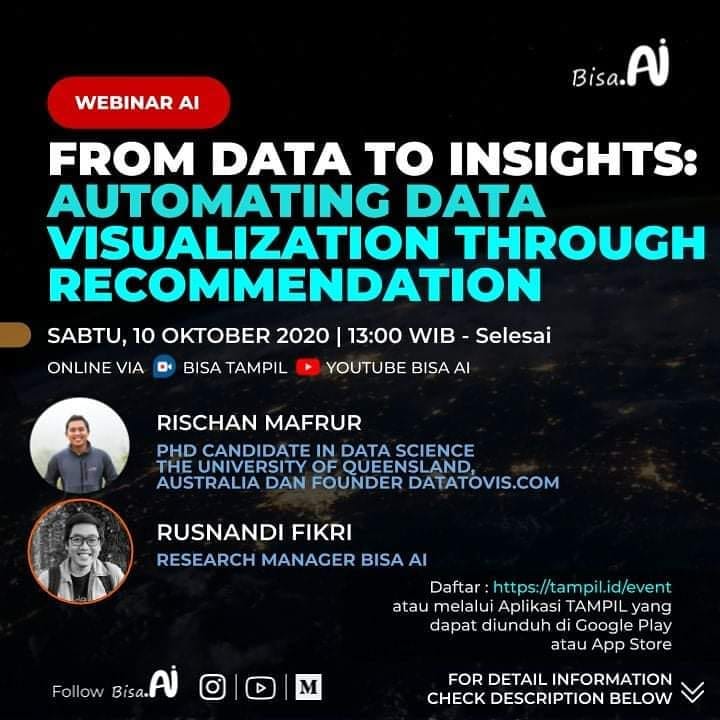 Bisa.AI
WEBINAR AI
FROM DATA TO INSIGHTS:
AUTOMATING DATA
VISUALIZATION THROUGH
RECOMMENDATION
SABTU, 10 OKTOBER 2020 | 13:00 WIB - Selesai
ONLINE VIA BISA TAMPIL YOUTUBE BISA AI
RISCHAN MAFRUR
PHD CANDIDATE IN DATA SCIENCE
THE UNIVERSITY OF QUEENSLAND,
AUSTRALIA DAN FOUNDER DATATOVIS.COM
RUSNANDI FIKRI
RESEARCH MANAGER BISA AI
Daftar : https://tampil.id/event
atau melalui Aplikasi TAMPIL yang
dapat diunduh di Google Play
atau App Store
Follow Bisa.AI | | M
FOR DETAIL INFORMATION
CHECK DESCRIPTION BELOW